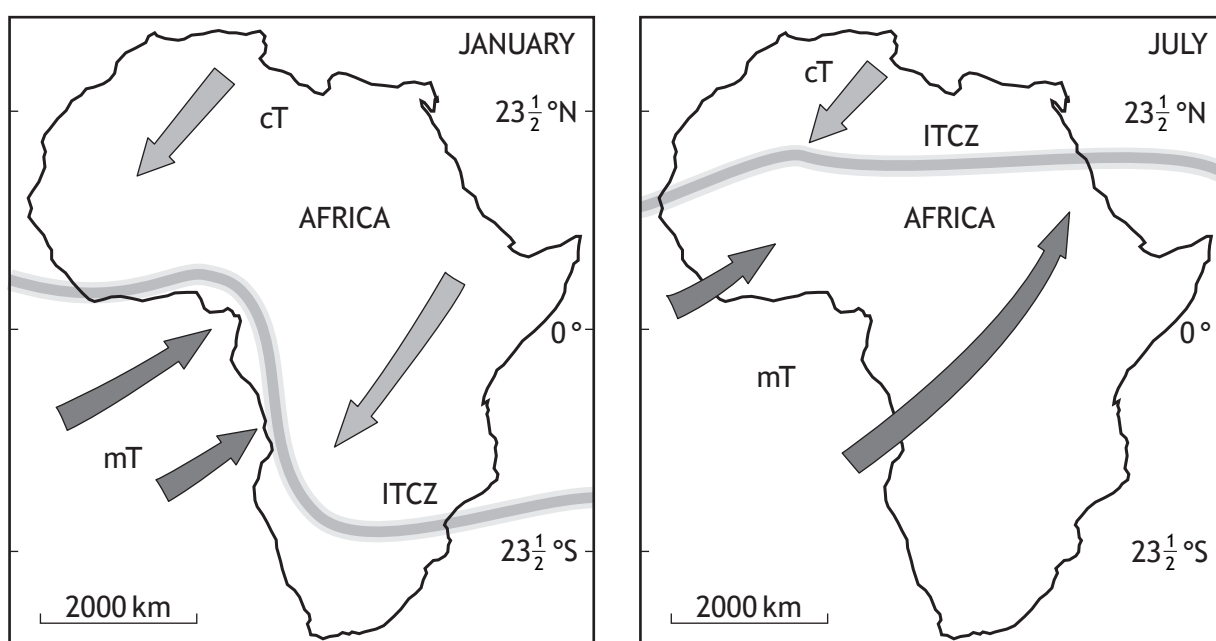 JANUARY
cT
23½°N
AFRICA
0°
mT
ITCZ
23½°S
2000 km
JULY
cT
23½°N
ITCZ
AFRICA
0°
mT
23½°S
2000 km